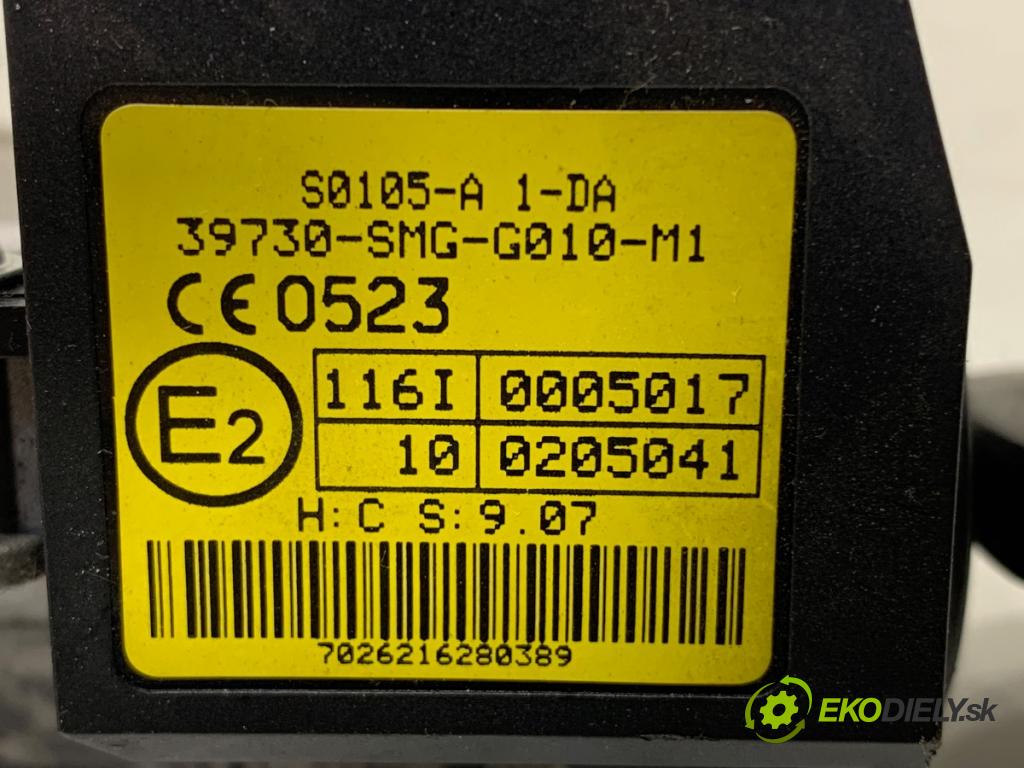 S0105-A 1-DA
39730-SMG-G010-M1
CE 0523
E2
116I 0005017
10 0205041
H: C S: 9.07
7026216280389
EKODIELY.sk